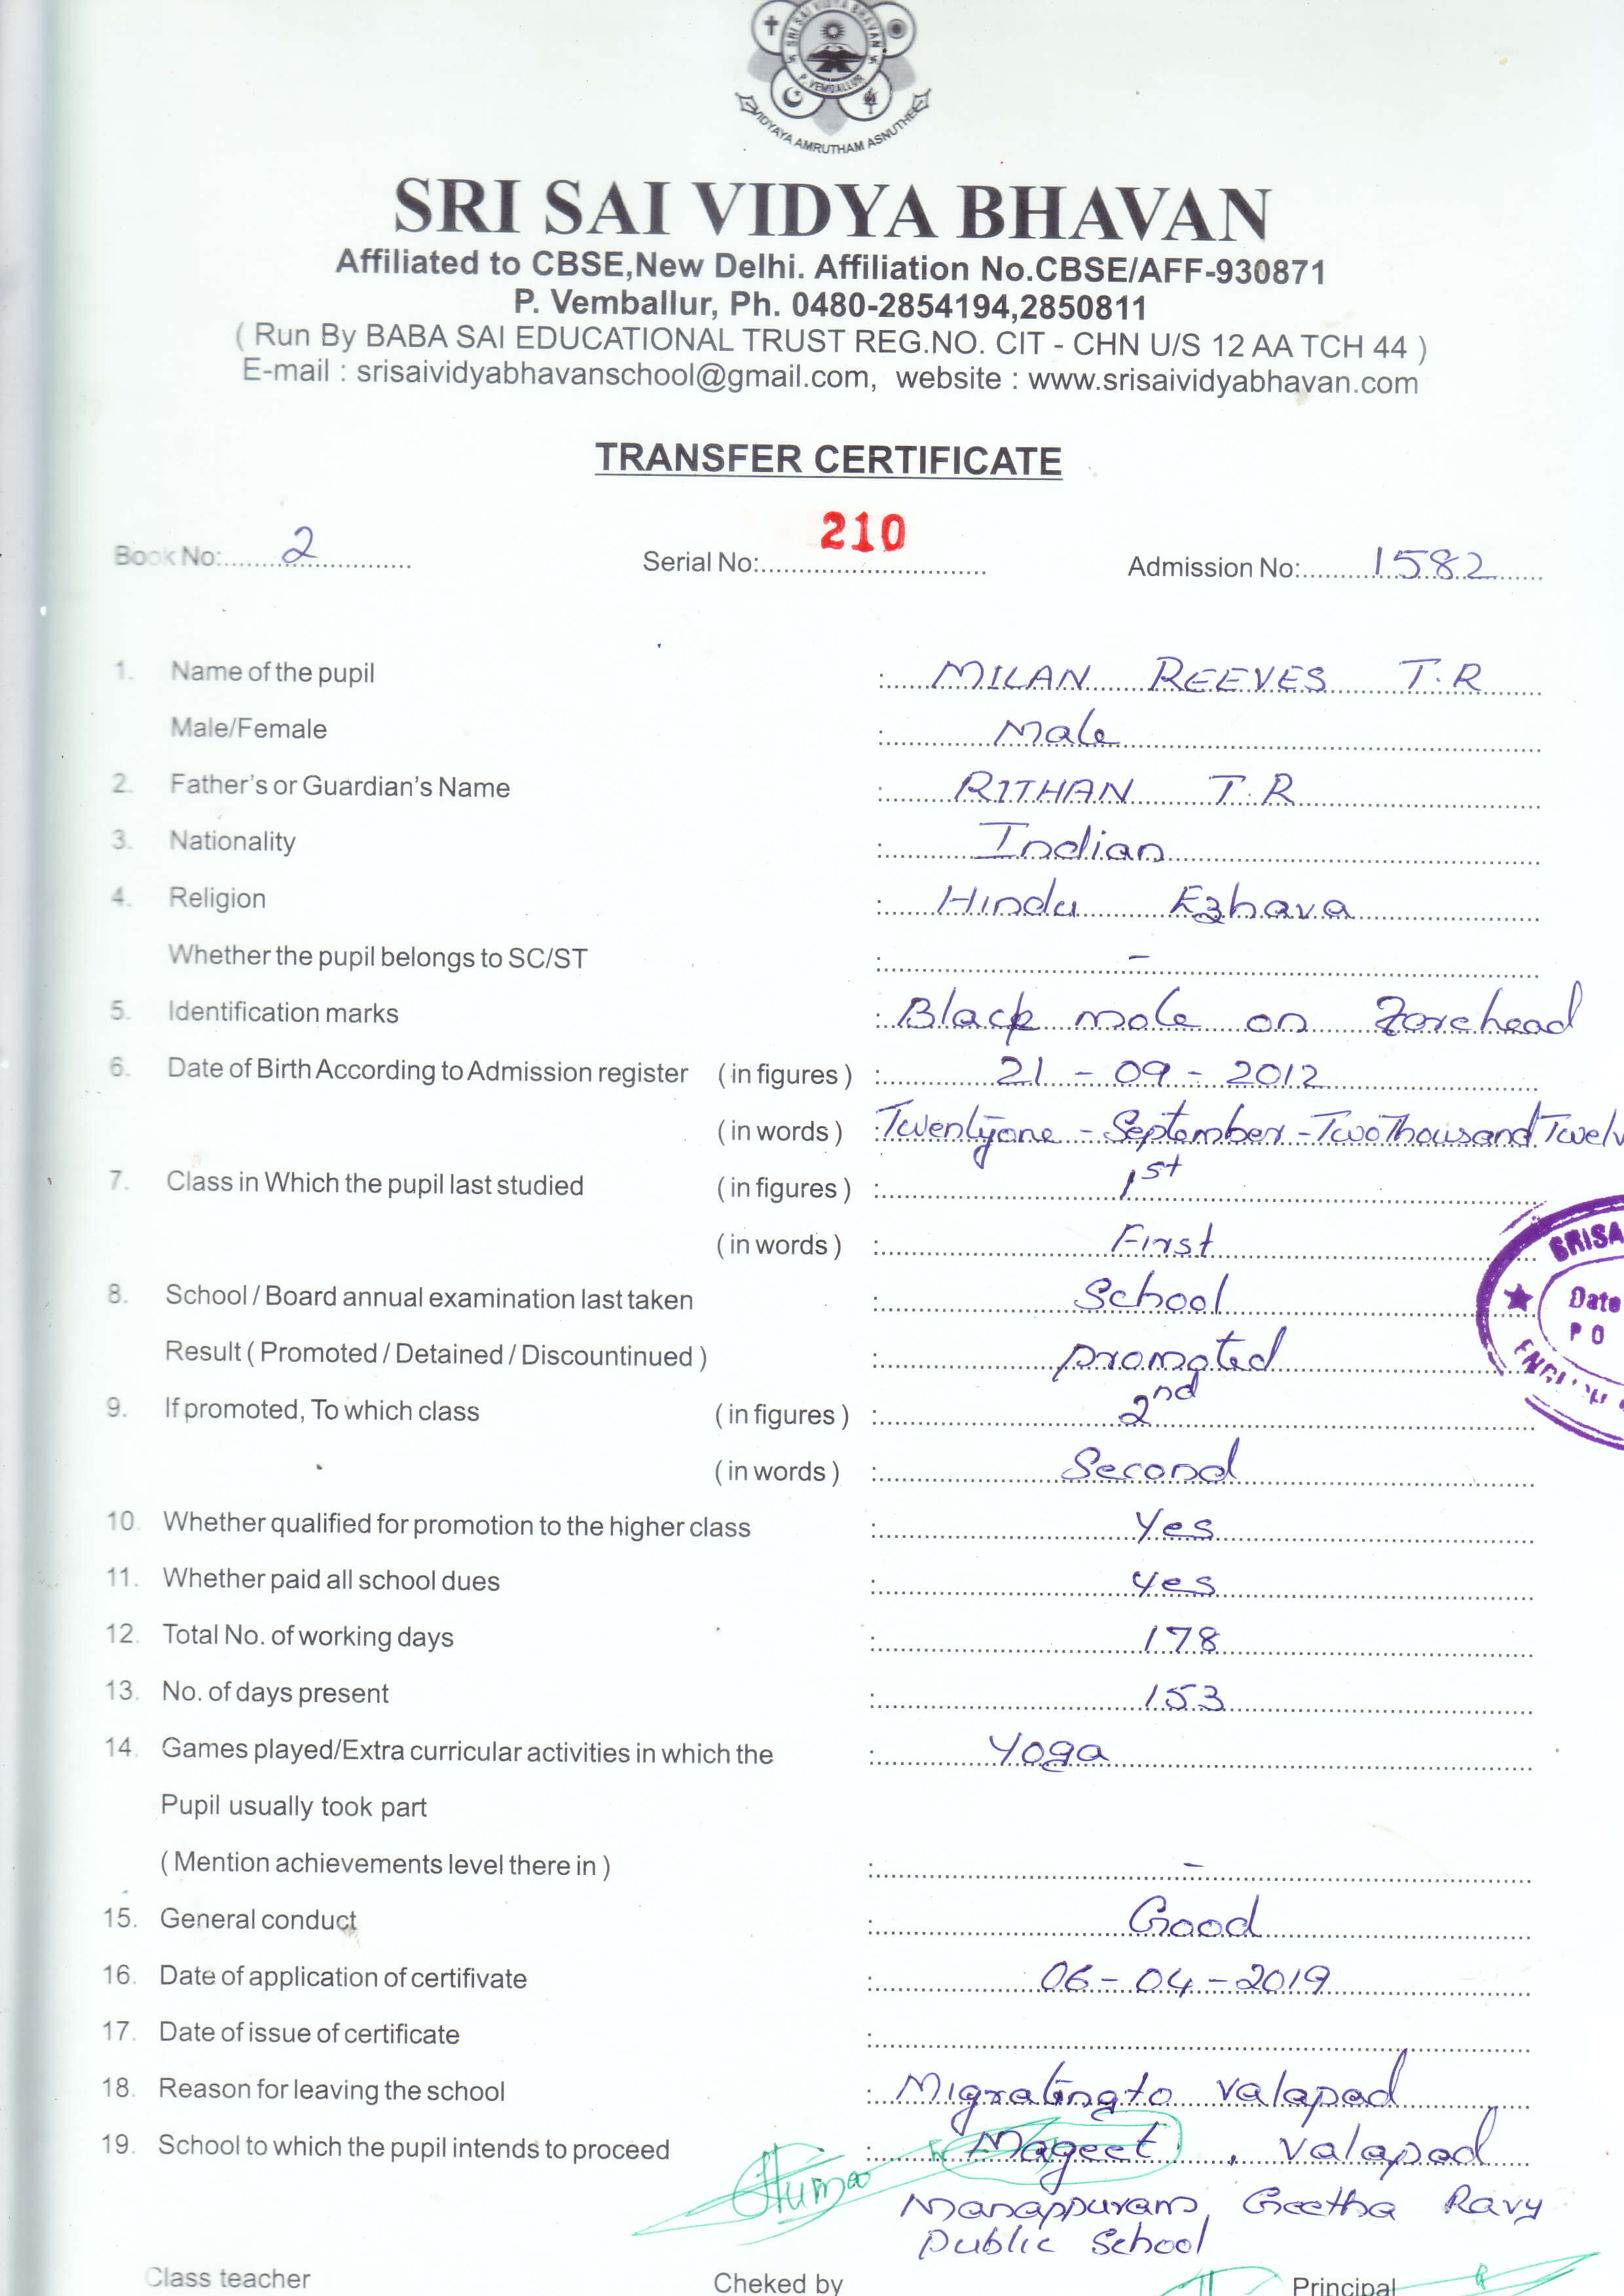 SRI SAI VIDYA BHAVAN
P. VEMBALLUR
VIDYAYA AMRUTHAM ASNUTHE
SRI SAI VIDYA BHAVAN
Affiliated to CBSE,New Delhi. Affiliation No.CBSE/AFF-930871
P. Vemballur, Ph. 0480-2854194,2850811
( Run By BABA SAI EDUCATIONAL TRUST REG.NO. CIT - CHN U/S 12 AA TCH 44 )
E-mail : srisaividyabhavanschool@gmail.com, website : www.srisaividyabhavan.com
TRANSFER CERTIFICATE
Book No: 2 Serial No: 210 Admission No: 1582
1. Name of the pupil : MILAN REEVES T.R
Male/Female : Male
2. Father's or Guardian's Name : RITHAN T.R
3. Nationality : Indian
4. Religion : Hindu Ezhava
Whether the pupil belongs to SC/ST : –
5. Identification marks : Black mole on Forehead
6. Date of Birth According to Admission register ( in figures ) : 21 - 09 - 2012
( in words ) : Twentyone - September - Two Thousand Twelv
7. Class in Which the pupil last studied ( in figures ) : 1st
( in words ) : First
SRISA
8. School / Board annual examination last taken : School
Date
P O
Result ( Promoted / Detained / Discountinued ) : promoted
9. If promoted, To which class ( in figures ) : 2nd
( in words ) : Second
10. Whether qualified for promotion to the higher class : Yes
11. Whether paid all school dues : yes
12. Total No. of working days : 178
13. No. of days present : 153
14. Games played/Extra curricular activities in which the : Yoga
Pupil usually took part
( Mention achievements level there in ) : –
15. General conduct : Good
16. Date of application of certifivate : 06-04-2019
17. Date of issue of certificate :
18. Reason for leaving the school : Migrating to Valapad
19. School to which the pupil intends to proceed : Mageet , Valapad
Manappuram, Geetha Ravy
Public School
Class teacher Cheked by Principal